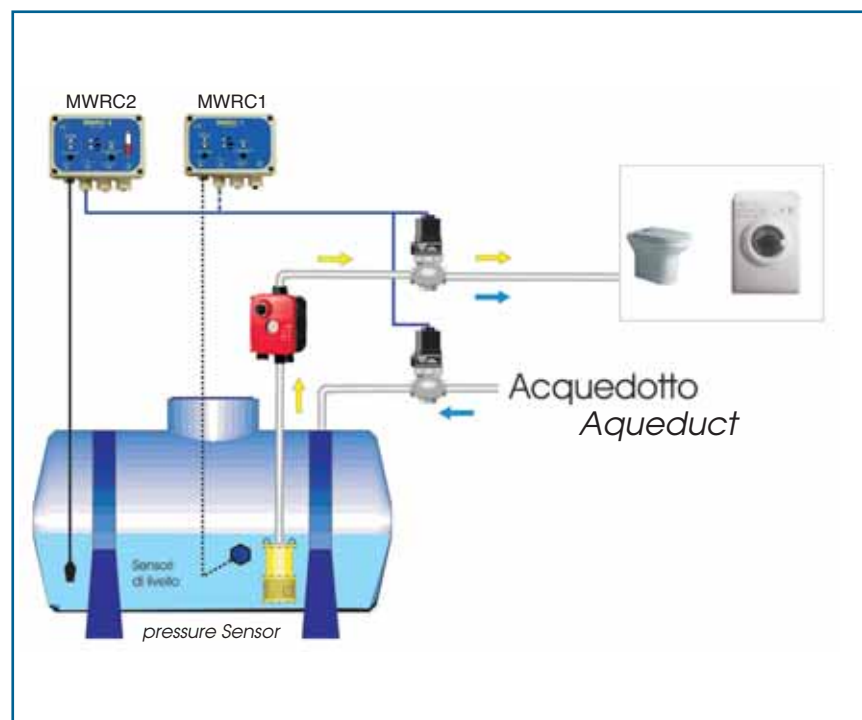 MWRC2
MWRC1
Acquedotto
Aqueduct
Sensori
di livello
pressure Sensor